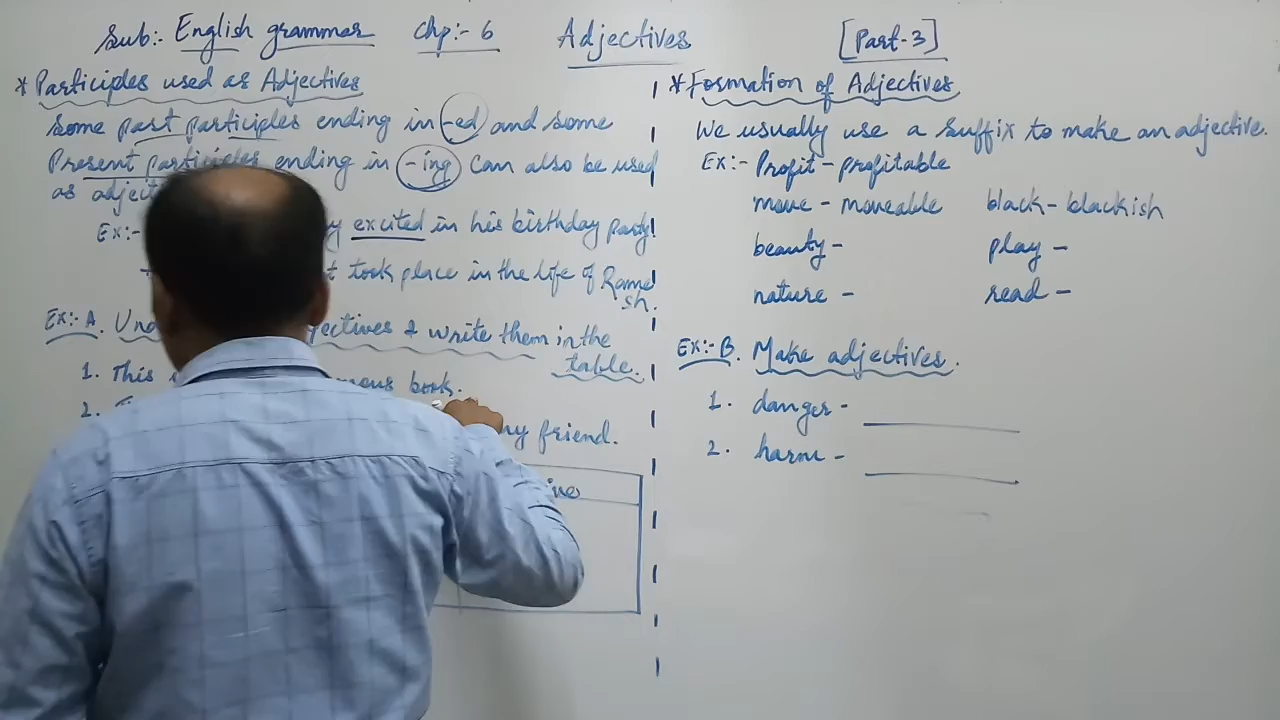 Sub:- English grammar Chp:- 6 Adjectives [Part-3]
* Participles used as Adjectives
Some past participles ending in -ed and some
Present participles ending in -ing can also be used
as
Ex:- excited in his birthday party.
took place in the life of Rame
sh.
Ex:- A. & write them in the
table.
1. This book.
2. my friend.
* Formation of Adjectives
We usually use a suffix to make an adjective.
Ex:- Profit - profitable
move - moveable black - blackish
beauty - play -
nature - read -
Ex:- B. Make adjectives.
1. danger - 
2. harm -